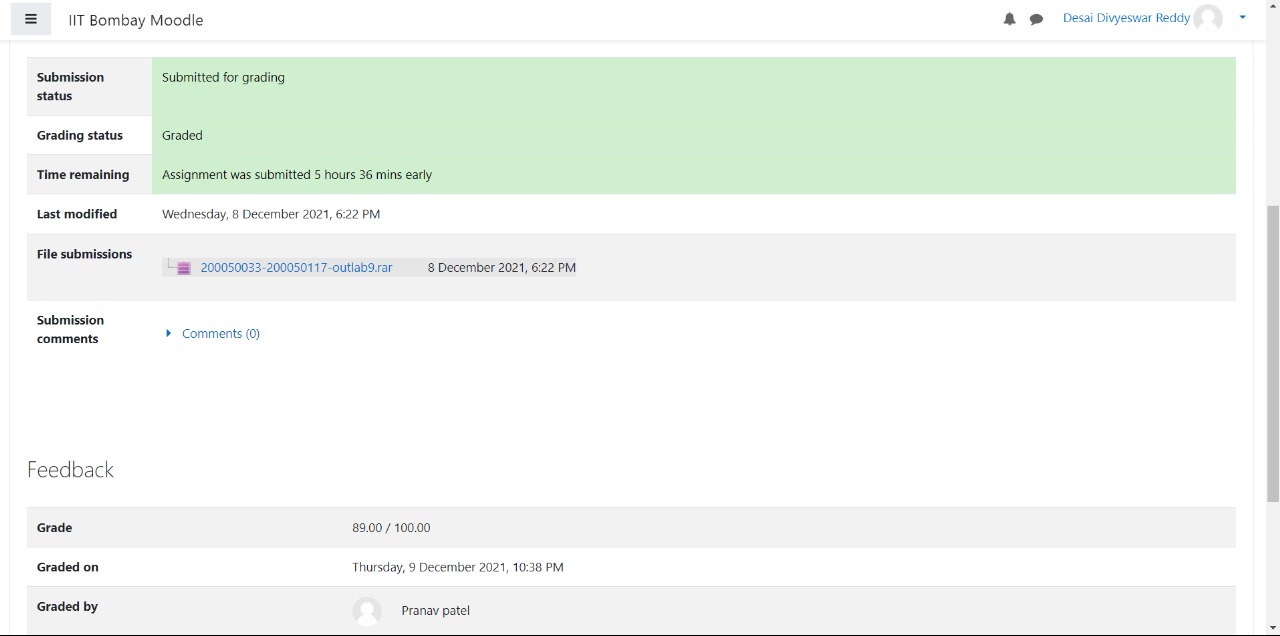 IIT Bombay Moodle
Desai Divyeswar Reddy
Submission status
Submitted for grading
Grading status
Graded
Time remaining
Assignment was submitted 5 hours 36 mins early
Last modified
Wednesday, 8 December 2021, 6:22 PM
File submissions
200050033-200050117-outlab9.rar
8 December 2021, 6:22 PM
Submission comments
Comments (0)
Feedback
Grade
89.00 / 100.00
Graded on
Thursday, 9 December 2021, 10:38 PM
Graded by
Pranav patel